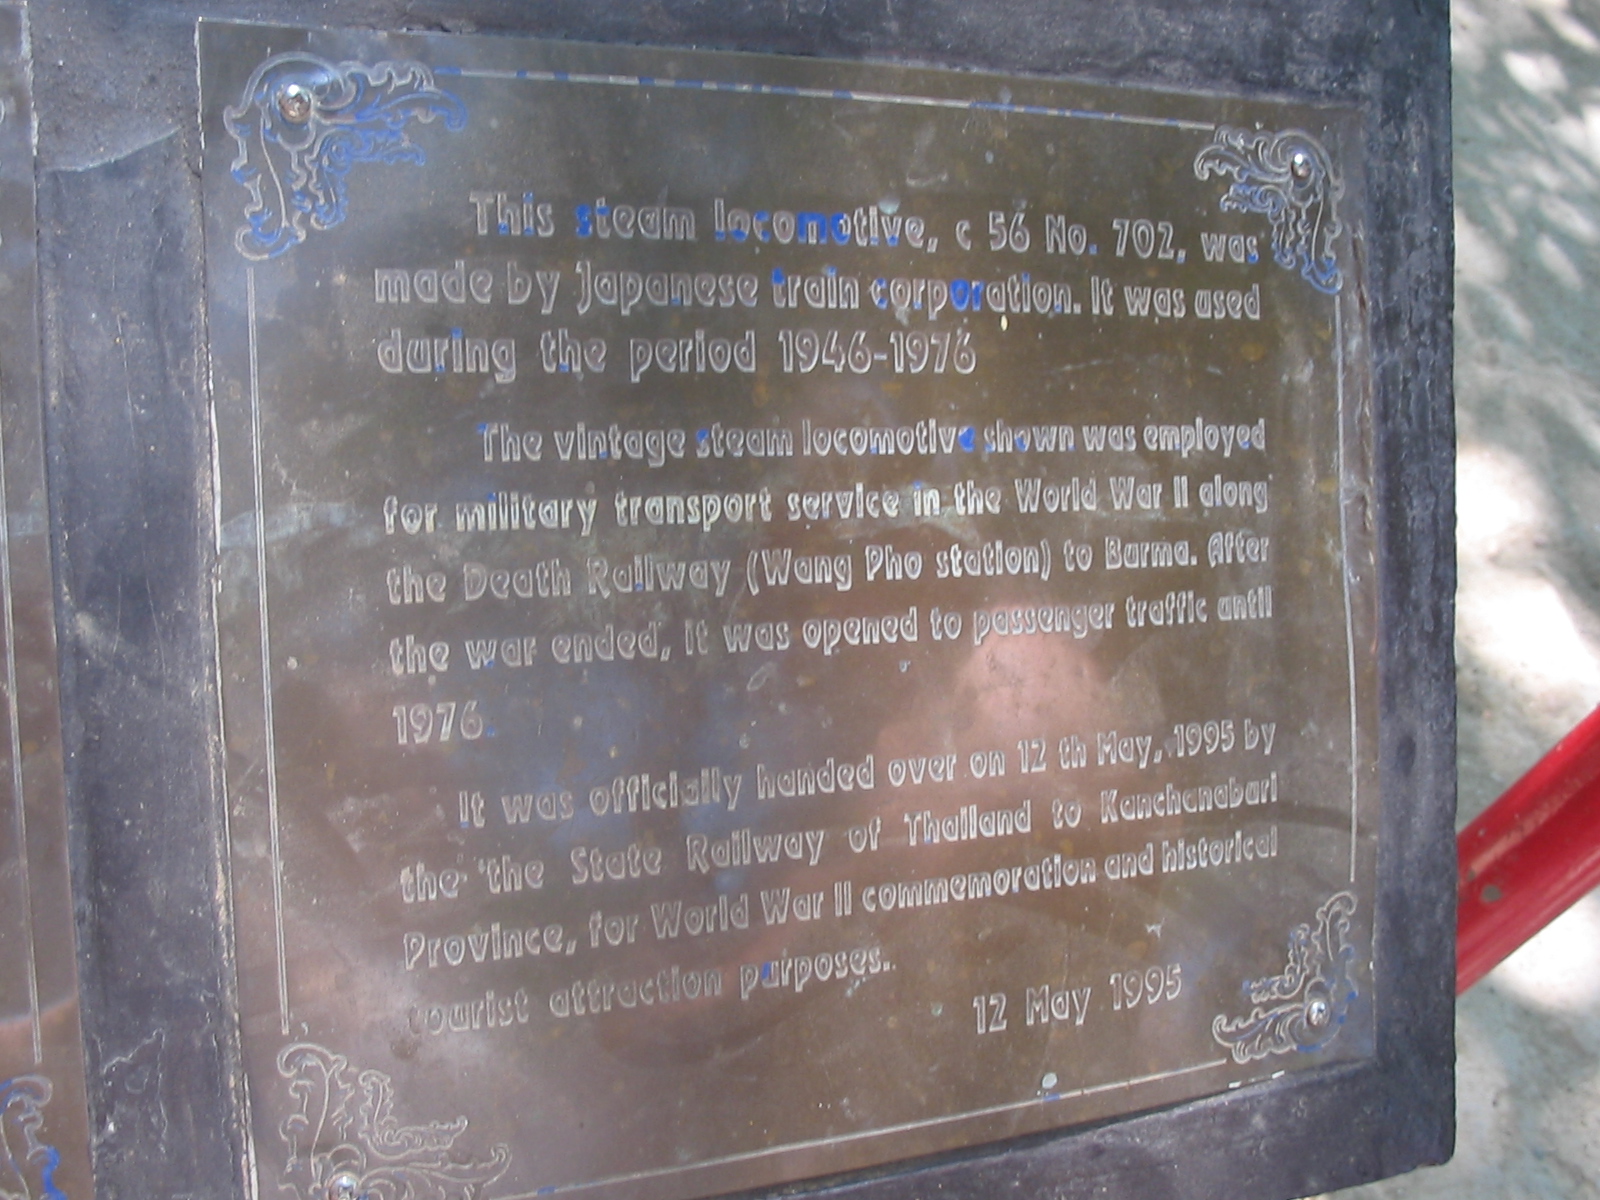 This steam locomotive, c 56 No. 702, was
made by Japanese train corporation. It was used
during the period 1946-1976
The vintage steam locomotive shown was employed
for military transport service in the World War II along
the Death Railway (Wang Pho station) to Burma. After
the war ended, it was opened to passenger traffic until
1976.
It was officially handed over on 12 th May, 1995 by
the the State Railway of Thailand to Kanchanaburi
Province, for World War II commemoration and historical
tourist attraction purposes.
12 May 1995